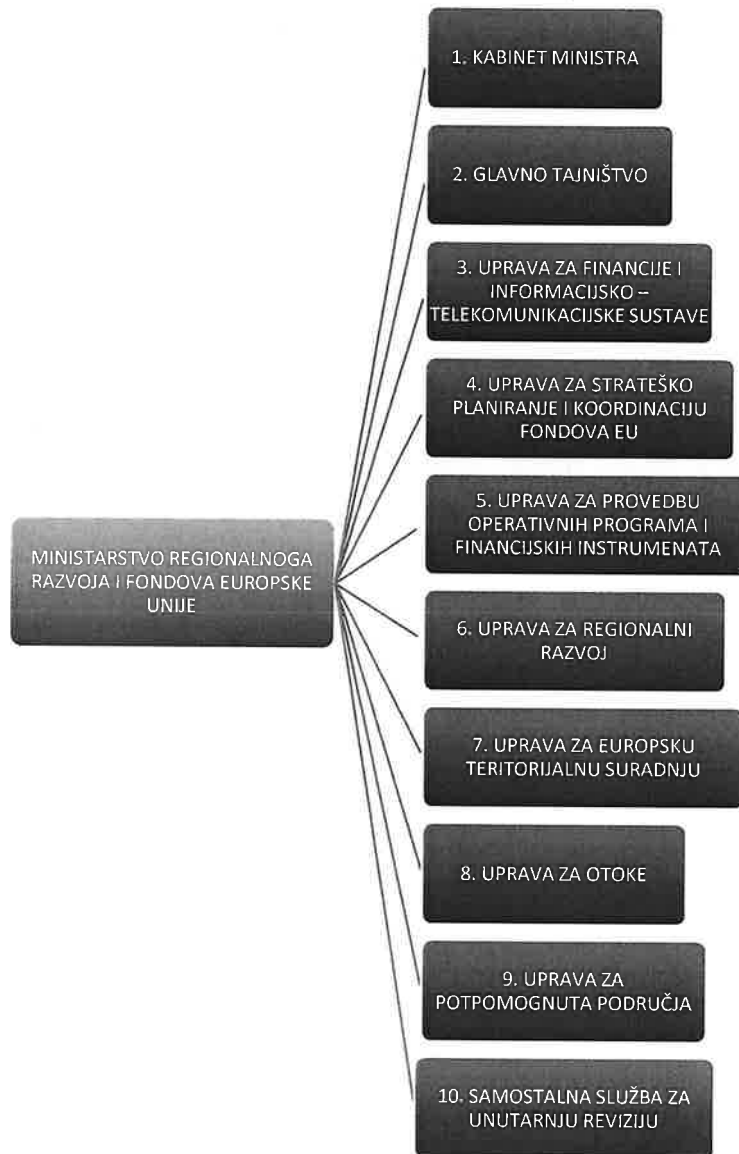 1. KABINET MINISTRA
2. GLAVNO TAJNIŠTVO
3. UPRAVA ZA FINANCIJE I
INFORMACIJSKO –
TELEKOMUNIKACIJSKE SUSTAVE
4. UPRAVA ZA STRATEŠKO
PLANIRANJE I KOORDINACIJU
FONDOVA EU
5. UPRAVA ZA PROVEDBU
OPERATIVNIH PROGRAMA I
FINANCIJSKIH INSTRUMENATA
MINISTARSTVO REGIONALNOGA
RAZVOJA I FONDOVA EUROPSKE
UNIJE
6. UPRAVA ZA REGIONALNI
RAZVOJ
7. UPRAVA ZA EUROPSKU
TERITORIJALNU SURADNJU
8. UPRAVA ZA OTOKE
9. UPRAVA ZA
POTPOMOGNUTA PODRUČJA
10. SAMOSTALNA SLUŽBA ZA
UNUTARNJU REVIZIJU